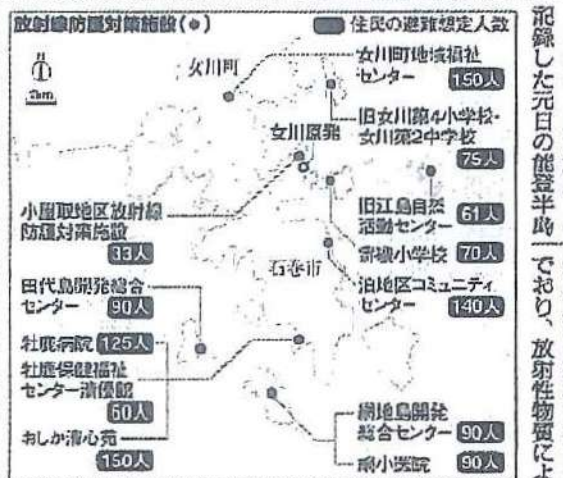 放射線防護対策施設(●)
住民の避難想定人数
N
2km
女川町
女川町地域福祉
センター 150人
旧女川第4小学校・
女川第2中学校
75人
女川原発
小屋取地区放射線
防護対策施設
33人
旧江島自然
活動センター 61人
寄磯小学校 70人
石巻市
泊地区コミュニティ
センター 140人
田代島開発総合
センター 90人
牡鹿病院 125人
牡鹿保健福祉
センター清優館
60人
おしか清心苑
150人
網地島開発
総合センター 90人
網小医院 90人
記録した元日の能登半島
でおり、放射性物質によ